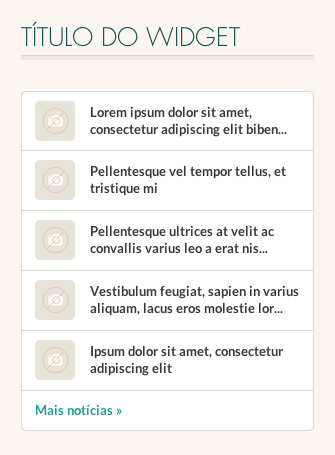 TÍTULO DO WIDGET
Lorem ipsum dolor sit amet,
consectetur adipiscing elit biben...
Pellentesque vel tempor tellus, et
tristique mi
Pellentesque ultrices at velit ac
convallis varius leo a erat nis...
Vestibulum feugiat, sapien in varius
aliquam, lacus eros molestie lor...
Ipsum dolor sit amet, consectetur
adipiscing elit
Mais notícias »